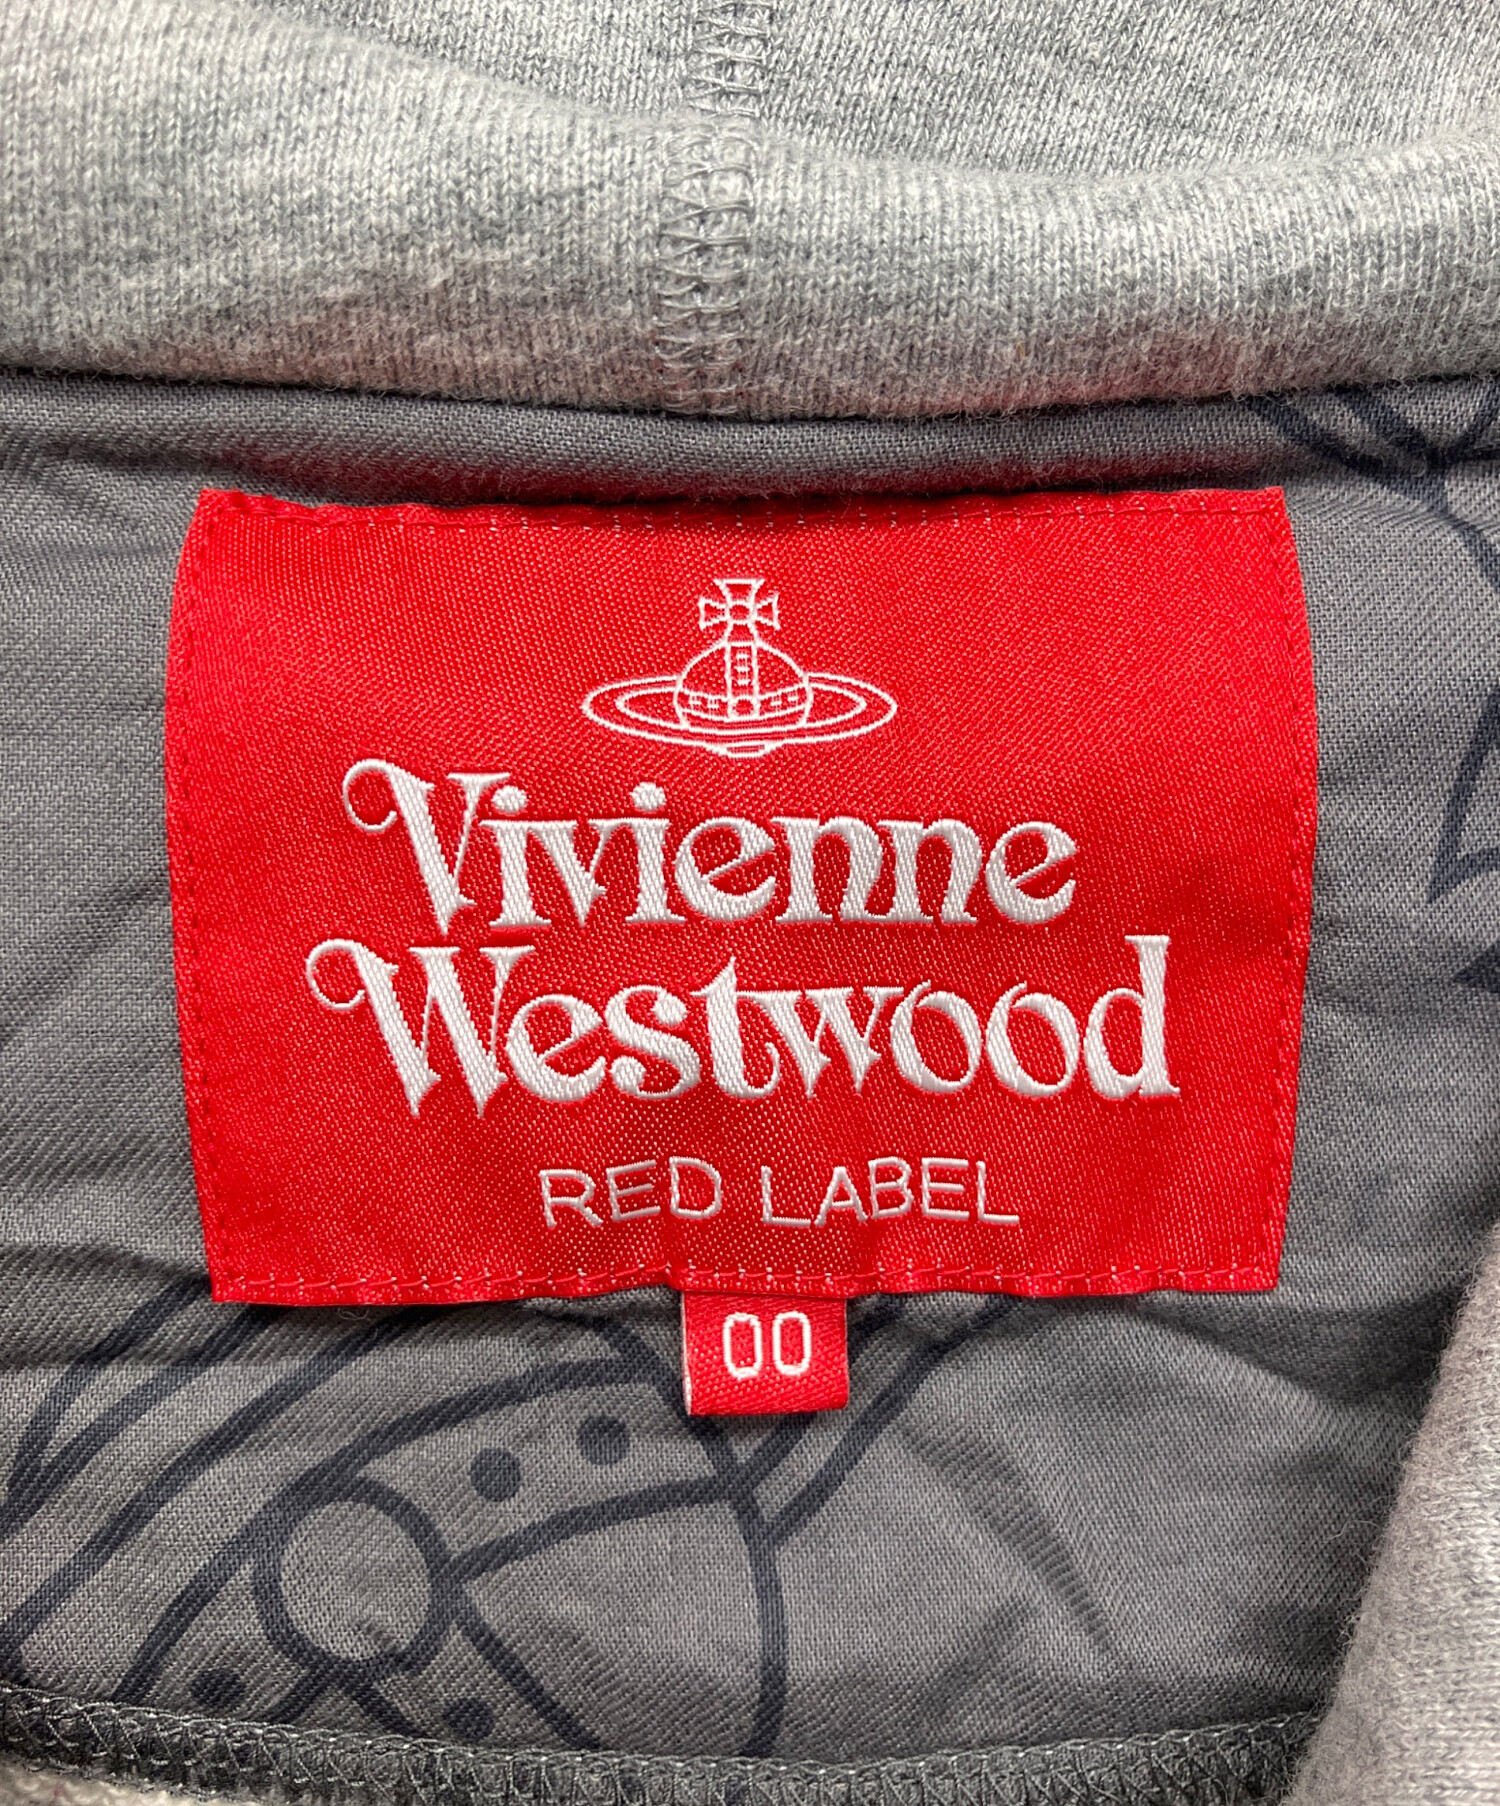 Vivienne
Westwood
RED LABEL
00